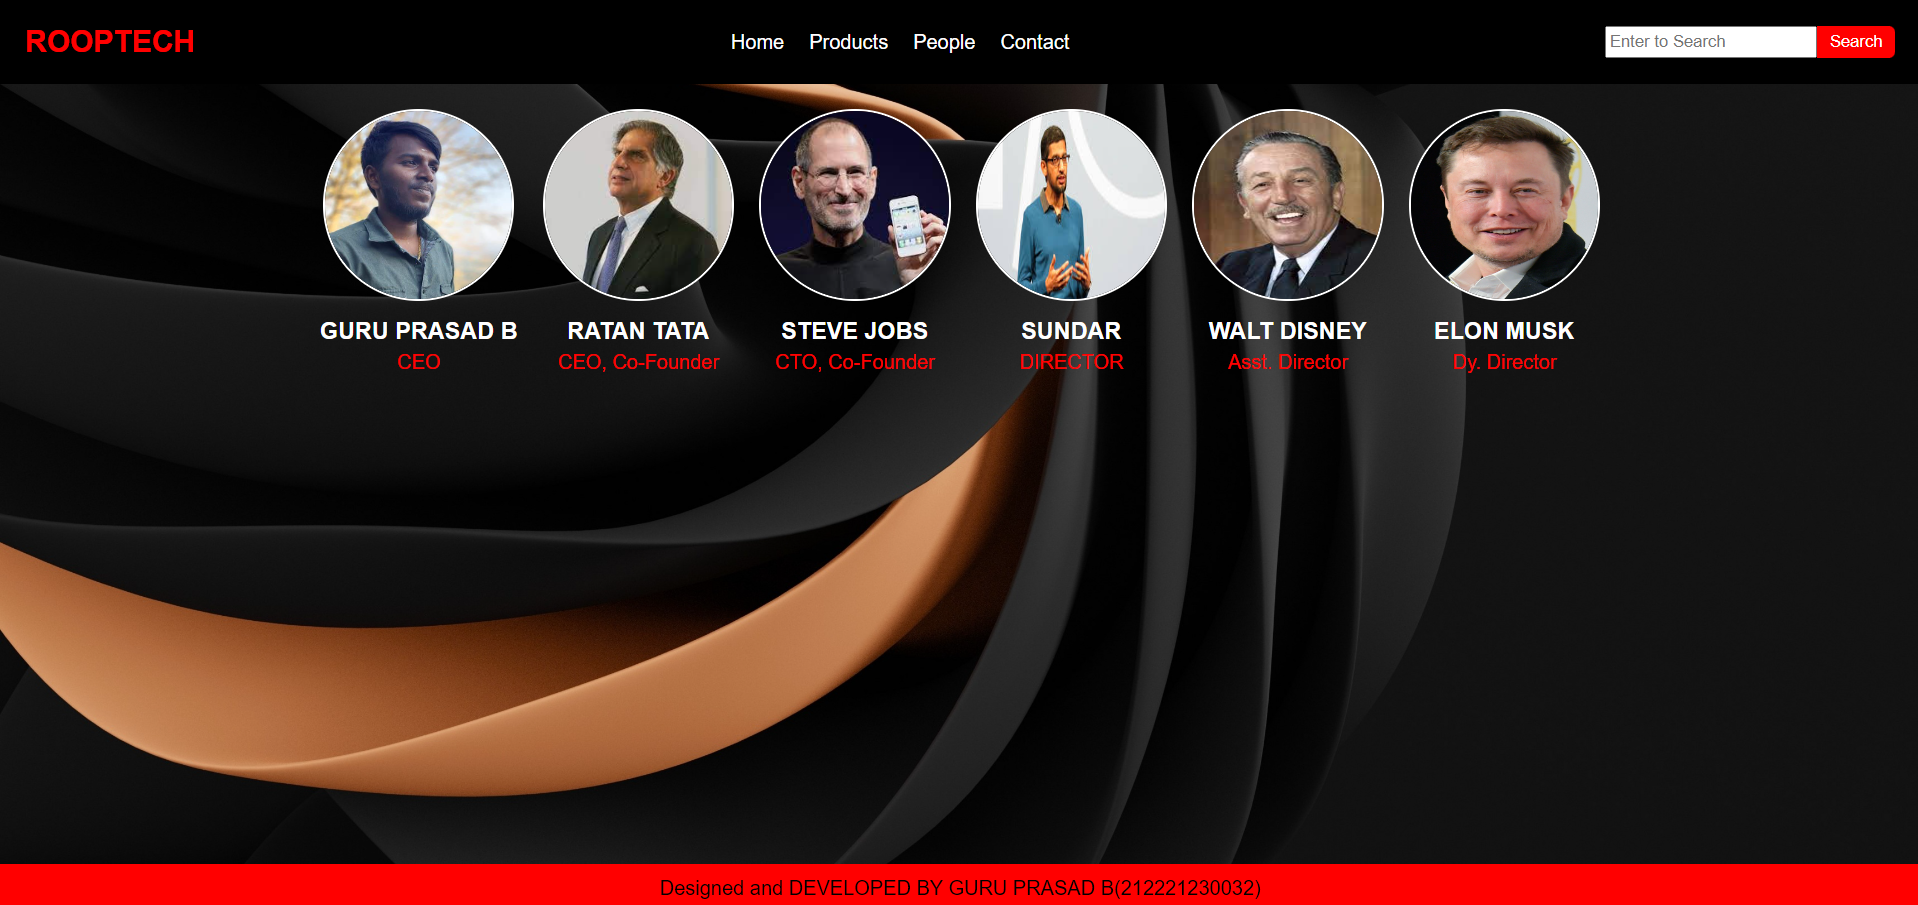 ROOPTECH
Home Products People Contact
Enter to Search Search
GURU PRASAD B
CEO
RATAN TATA
CEO, Co-Founder
STEVE JOBS
CTO, Co-Founder
SUNDAR
DIRECTOR
WALT DISNEY
Asst. Director
ELON MUSK
Dy. Director
Designed and DEVELOPED BY GURU PRASAD B(212221230032)